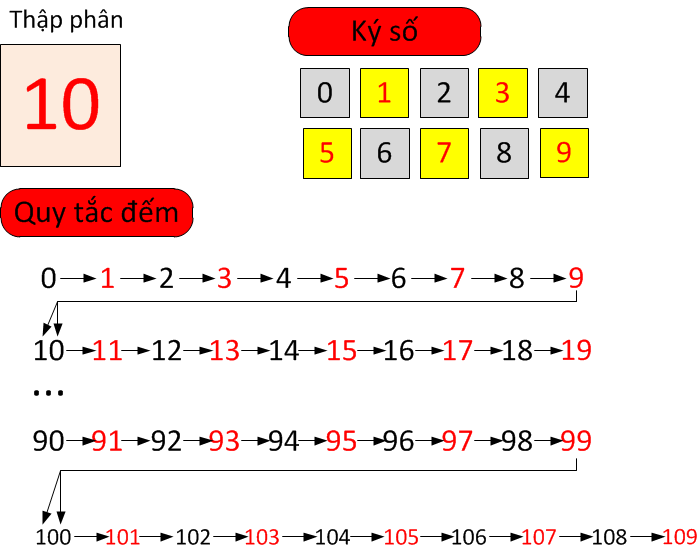 Thập phân
10
Ký số
0 1 2 3 4
5 6 7 8 9
Quy tắc đếm
0 1 2 3 4 5 6 7 8 9
10 11 12 13 14 15 16 17 18 19
...
90 91 92 93 94 95 96 97 98 99
100 101 102 103 104 105 106 107 108 109